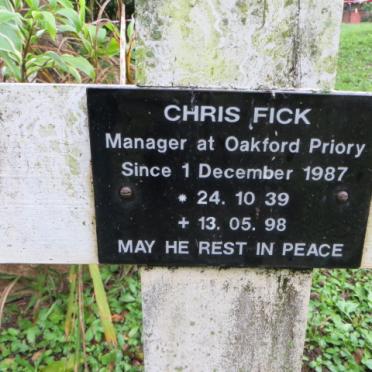 CHRIS FICK
Manager at Oakford Priory
Since 1 December 1987
* 24. 10 39
+ 13. 05. 98
MAY HE REST IN PEACE